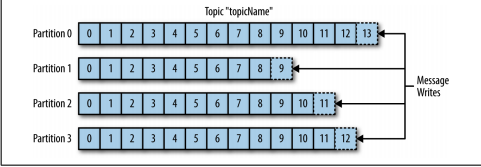 Topic "topicName"
Partition 0 0 1 2 3 4 5 6 7 8 9 10 11 12 13
Partition 1 0 1 2 3 4 5 6 7 8 9
Partition 2 0 1 2 3 4 5 6 7 8 9 10 11
Partition 3 0 1 2 3 4 5 6 7 8 9 10 11 12
Message
Writes